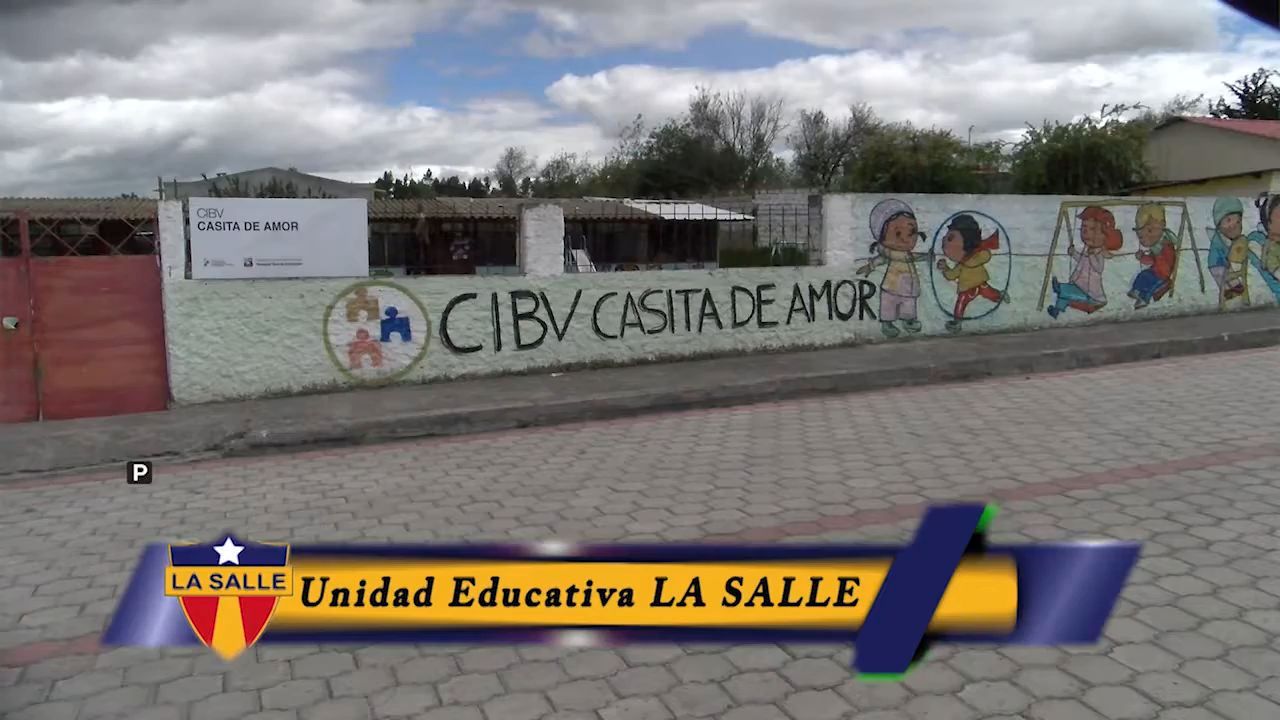 CIBV
CASITA DE AMOR
CIBV CASITA DE AMOR
P
LA SALLE
Unidad Educativa LA SALLE